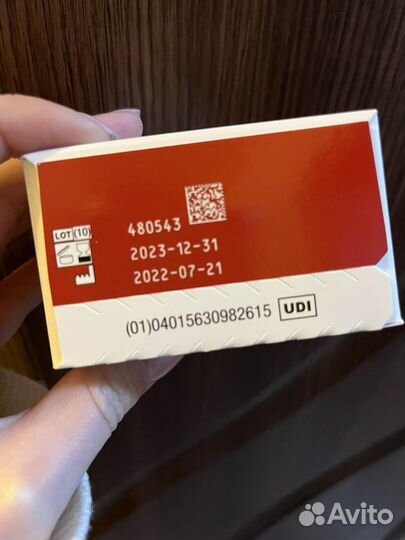 LOT (10) 480543
2023-12-31
2022-07-21
(01)04015630982615 UDI
Avito